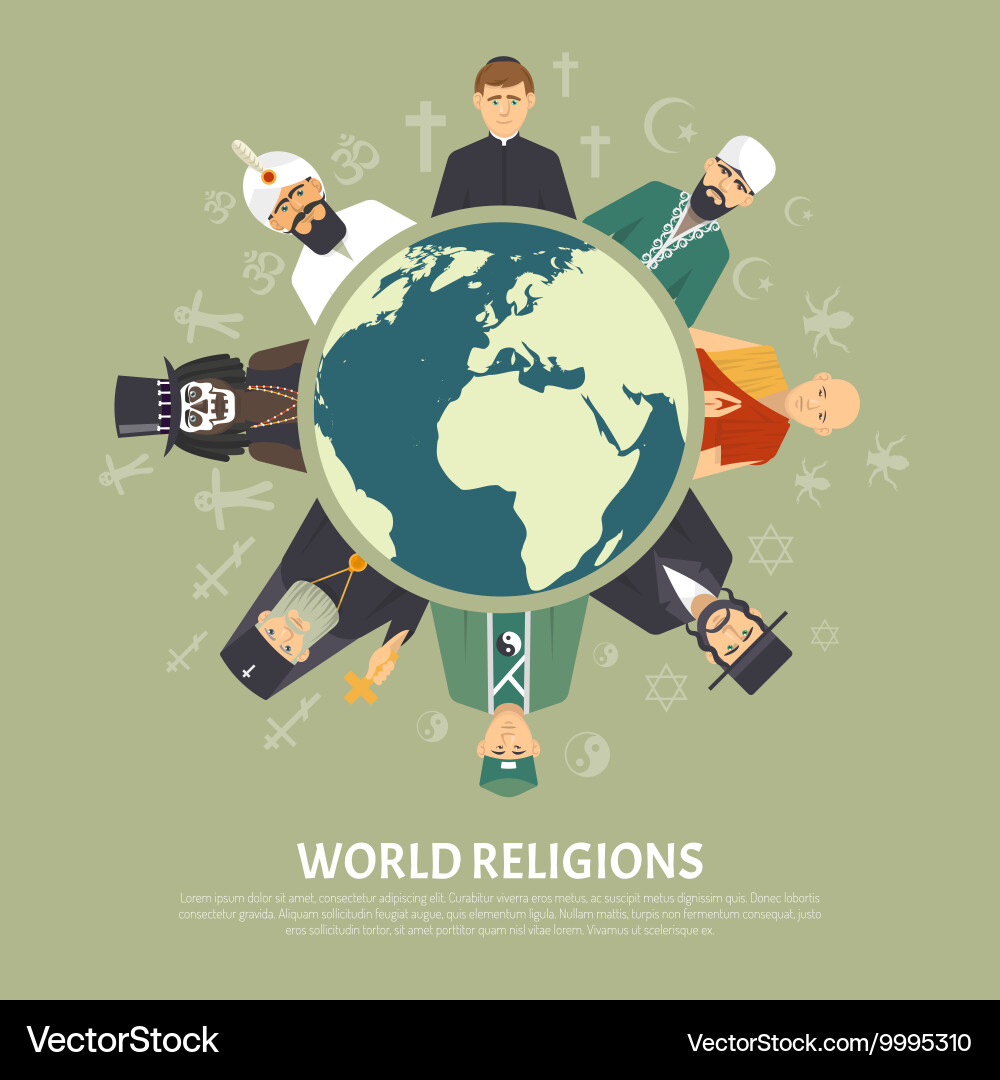 WORLD RELIGIONS
Lorem ipsum dolor sit amet, consectetur adipiscing elit. Curabitur viverra eros metus, ac suscipit metus dignissim quis. Donec lobortis
consectetur gravida. Aliquam sollicitudin feugiat augue, quis elementum ligula. Nullam mattis, turpis non fermentum consequat, justo
eros sollicitudin tortor, sit amet porttitor quam nisl vitae lorem. Vivamus ut scelerisque ex.
VectorStock
VectorStock.com/9995310